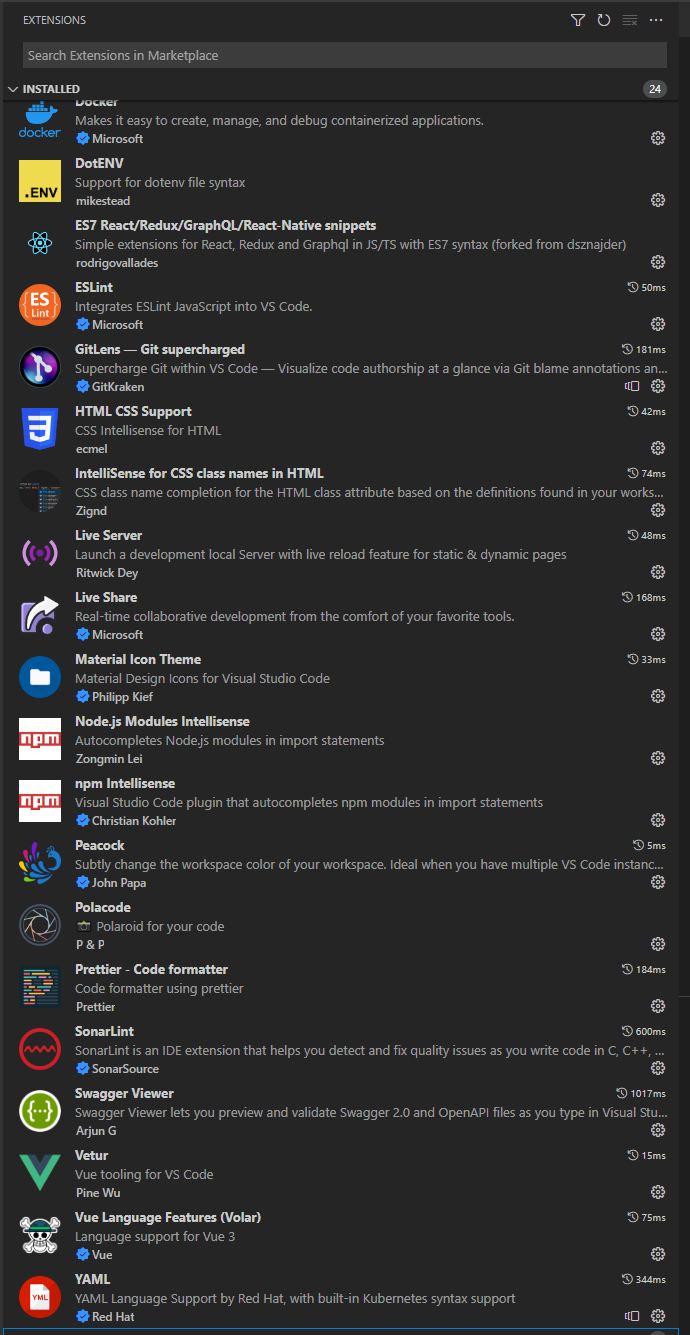 EXTENSIONS
Search Extensions in Marketplace
INSTALLED 24
Docker
docker
Makes it easy to create, manage, and debug containerized applications.
Microsoft
DotENV
.ENV
Support for dotenv file syntax
mikestead
ES7 React/Redux/GraphQL/React-Native snippets
Simple extensions for React, Redux and Graphql in JS/TS with ES7 syntax (forked from dsznajder)
rodrigovallades
ESLint 50ms
ES
Lint
Integrates ESLint JavaScript into VS Code.
Microsoft
GitLens — Git supercharged 181ms
Supercharge Git within VS Code — Visualize code authorship at a glance via Git blame annotations an...
GitKraken
HTML CSS Support 42ms
CSS Intellisense for HTML
ecmel
IntelliSense for CSS class names in HTML 74ms
CSS class name completion for the HTML class attribute based on the definitions found in your works...
Zignd
Live Server 48ms
Launch a development local Server with live reload feature for static & dynamic pages
Ritwick Dey
Live Share 168ms
Real-time collaborative development from the comfort of your favorite tools.
Microsoft
Material Icon Theme 33ms
Material Design Icons for Visual Studio Code
Philipp Kief
Node.js Modules Intellisense
npm
Autocompletes Node.js modules in import statements
Zongmin Lei
npm Intellisense
npm
Visual Studio Code plugin that autocompletes npm modules in import statements
Christian Kohler
Peacock 5ms
Subtly change the workspace color of your workspace. Ideal when you have multiple VS Code instanc...
John Papa
Polacode
📷 Polaroid for your code
P & P
Prettier - Code formatter 184ms
Code formatter using prettier
Prettier
SonarLint 600ms
SonarLint is an IDE extension that helps you detect and fix quality issues as you write code in C, C++, ...
SonarSource
Swagger Viewer 1017ms
{··}
Swagger Viewer lets you preview and validate Swagger 2.0 and OpenAPI files as you type in Visual Stu...
Arjun G
Vetur 15ms
Vue tooling for VS Code
Pine Wu
Vue Language Features (Volar) 75ms
Language support for Vue 3
Vue
YAML 344ms
YML
YAML Language Support by Red Hat, with built-in Kubernetes syntax support
Red Hat